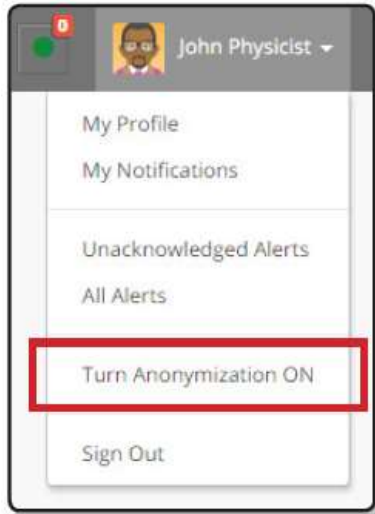 0
John Physicist
My Profile
My Notifications
Unacknowledged Alerts
All Alerts
Turn Anonymization ON
Sign Out